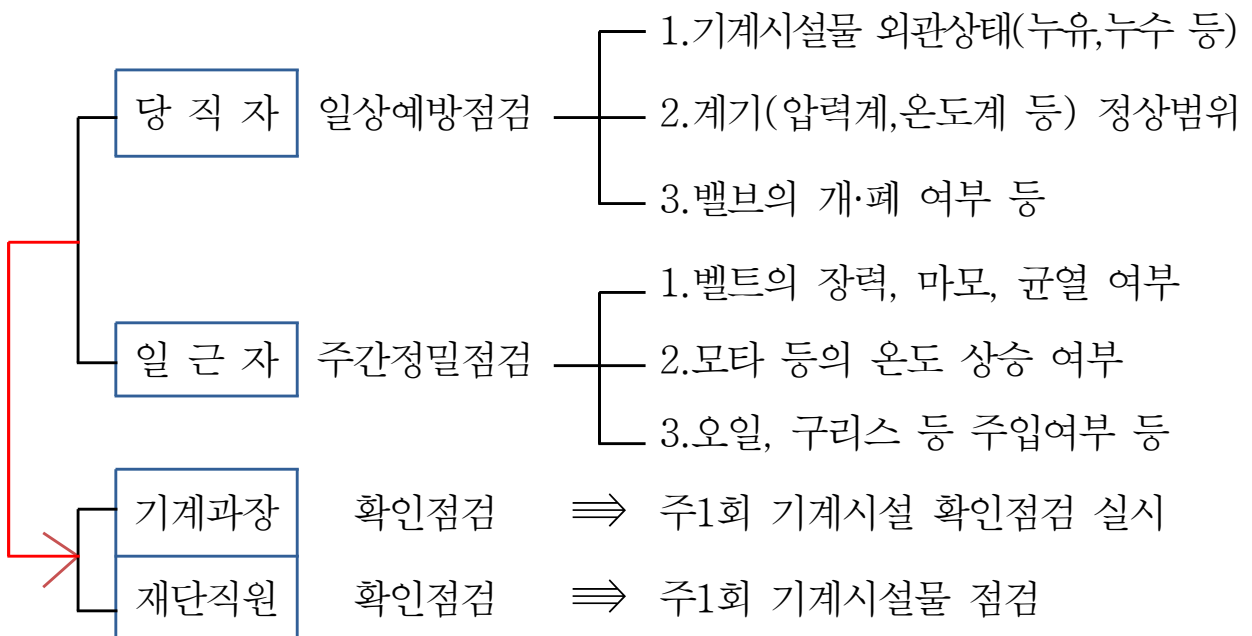 1.기계시설물 외관상태(누유,누수 등)
당 직 자 일상예방점검 2.계기(압력계,온도계 등) 정상범위
3.밸브의 개·폐 여부 등
1.벨트의 장력, 마모, 균열 여부
일 근 자 주간정밀점검 2.모타 등의 온도 상승 여부
3.오일, 구리스 등 주입여부 등
기계과장 확인점검 ⇒ 주1회 기계시설 확인점검 실시
재단직원 확인점검 ⇒ 주1회 기계시설물 점검